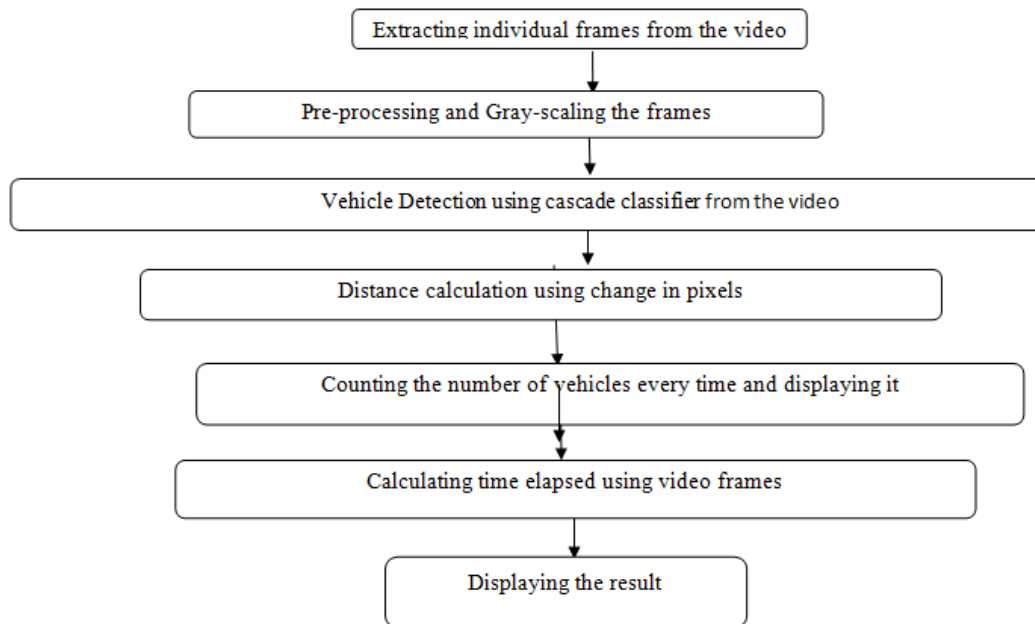 Extracting individual frames from the video
Pre-processing and Gray-scaling the frames
Vehicle Detection using cascade classifier from the video
Distance calculation using change in pixels
Counting the number of vehicles every time and displaying it
Calculating time elapsed using video frames
Displaying the result